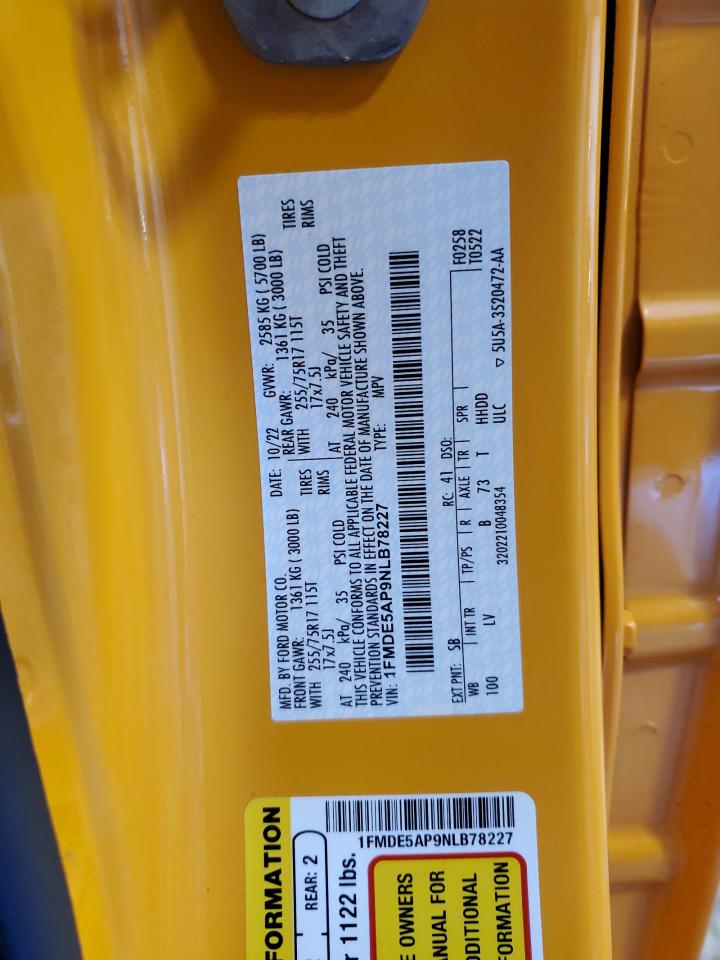 MFD. BY FORD MOTOR CO.
DATE: 10/22 GVWR: 2585 KG ( 5700 LB)
FRONT GAWR: 1361 KG ( 3000 LB)
REAR GAWR: 1361 KG ( 3000 LB)
WITH 255/75R17 115T TIRES
WITH 255/75R17 115T TIRES
17x7.5J RIMS
17x7.5J RIMS
AT 240 kPa/ 35 PSI COLD
AT 240 kPa/ 35 PSI COLD
THIS VEHICLE CONFORMS TO ALL APPLICABLE FEDERAL MOTOR VEHICLE SAFETY AND THEFT
PREVENTION STANDARDS IN EFFECT ON THE DATE OF MANUFACTURE SHOWN ABOVE.
VIN: 1FMDE5AP9NLB78227 TYPE: MPV
EXT PNT: SB RC: 41 DSO: F0258
WB INT TR TP/PS R AXLE TR SPR T0522
100 LV B 73 T HHDD
3202210048354 ULC ▽ 5U5A-3520472-AA
FORMATION
REAR: 2
1122 lbs.
1FMDE5AP9NLB78227
OWNERS
FOR